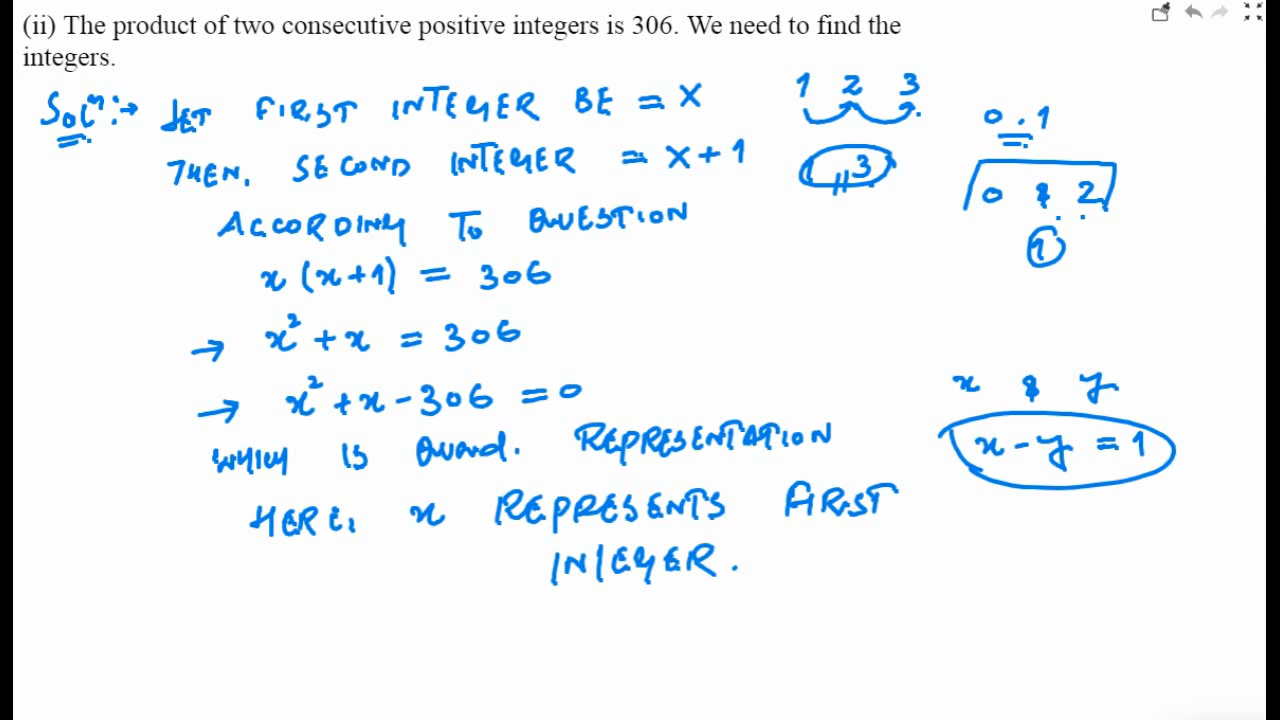 (ii) The product of two consecutive positive integers is 306. We need to find the
integers.
Solⁿ:→ LET FIRST INTEGER BE = X
THEN, SECOND INTEGER = X+1
ACCORDING TO QUESTION
x (x+1) = 306
→ x² + x = 306
→ x² + x - 306 = 0
WHICH IS Quad. REPRESENTATION
HERE, x REPRESENTS FIRST
INTEGER.
1 2 3
3
0.1
0 & 2
1
x & y
x - y = 1